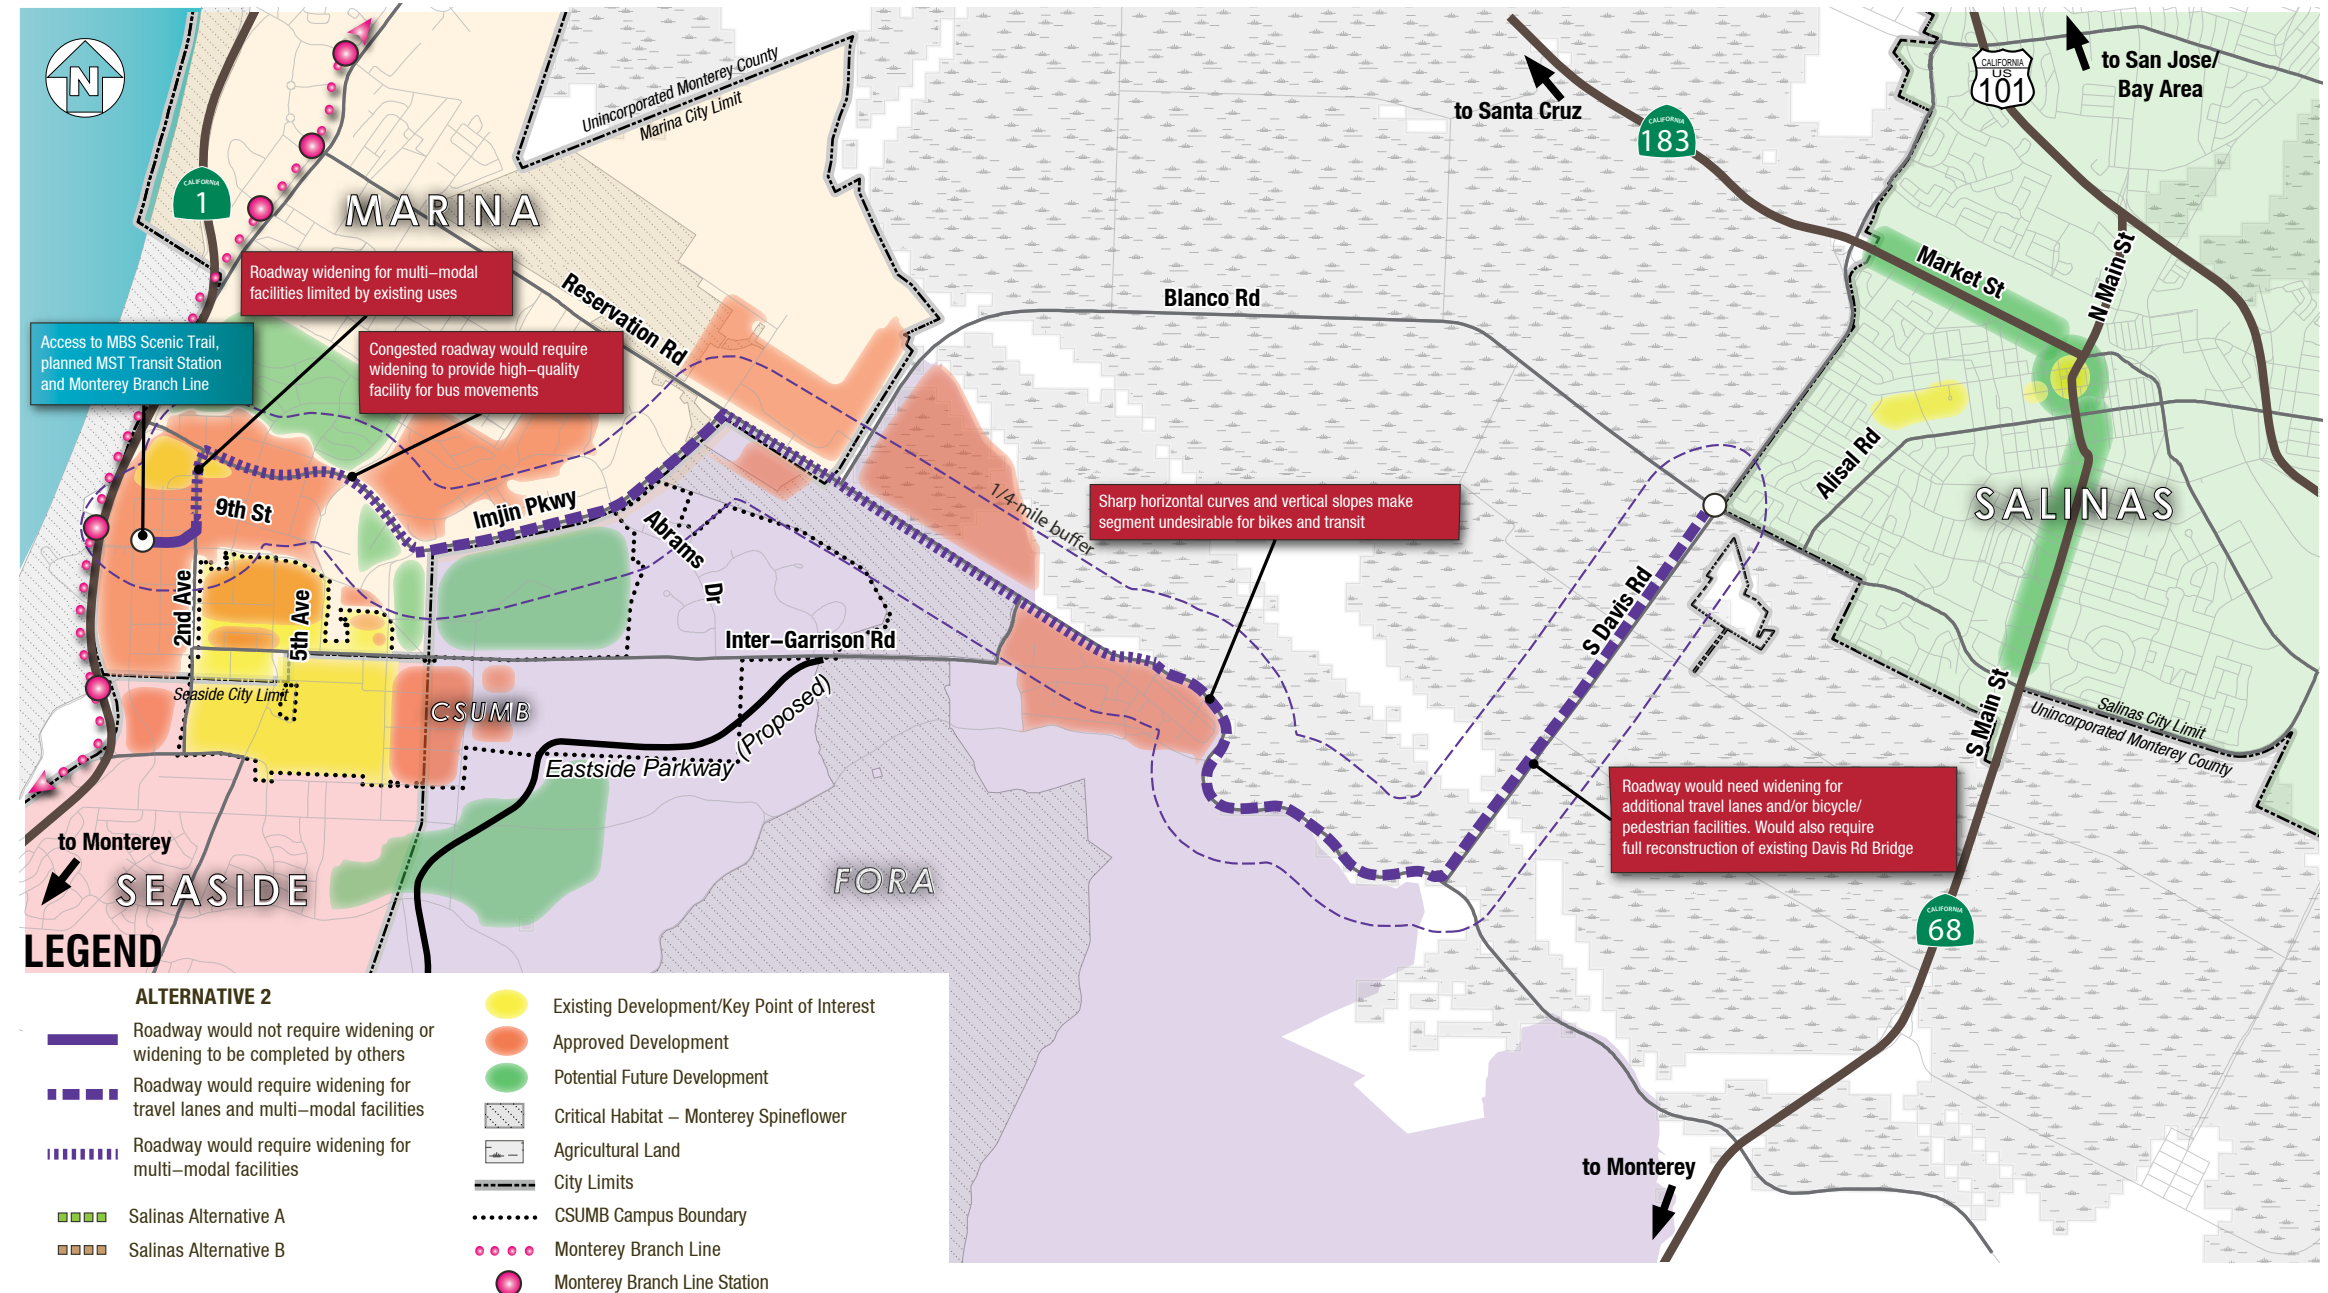 N
Unincorporated Monterey County
Marina City Limit
to Santa Cruz
CALIFORNIA
183
CALIFORNIA
US
101
to San Jose/
Bay Area
CALIFORNIA
1
MARINA
Roadway widening for multi–modal
facilities limited by existing uses
Reservation Rd
Blanco Rd
Market St
N Main St
Access to MBS Scenic Trail,
planned MST Transit Station
and Monterey Branch Line
Congested roadway would require
widening to provide high–quality
facility for bus movements
Alisal Rd
SALINAS
9th St
Imjin Pkwy
Abrams
Dr
1/4-mile buffer
Sharp horizontal curves and vertical slopes make
segment undesirable for bikes and transit
2nd Ave
5th Ave
S Davis Rd
Inter–Garrison Rd
Seaside City Limit
CSUMB
Eastside Parkway
(Proposed)
S Main St
Salinas City Limit
Unincorporated Monterey County
Roadway would need widening for
additional travel lanes and/or bicycle/
pedestrian facilities. Would also require
full reconstruction of existing Davis Rd Bridge
to Monterey
SEASIDE
FORA
CALIFORNIA
68
to Monterey
LEGEND
ALTERNATIVE 2
Roadway would not require widening or
widening to be completed by others
Roadway would require widening for
travel lanes and multi–modal facilities
Roadway would require widening for
multi–modal facilities
Salinas Alternative A
Salinas Alternative B
Existing Development/Key Point of Interest
Approved Development
Potential Future Development
Critical Habitat – Monterey Spineflower
Agricultural Land
City Limits
CSUMB Campus Boundary
Monterey Branch Line
Monterey Branch Line Station